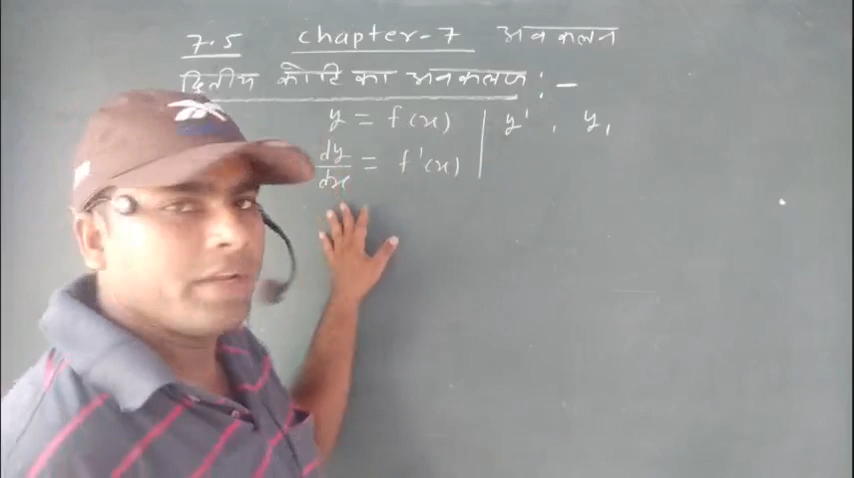 7.5 chapter-7 अवकलन
द्वितीय कोटि का अवकलज :-
y = f(x) | y' , y₁
dy/dx = f'(x)